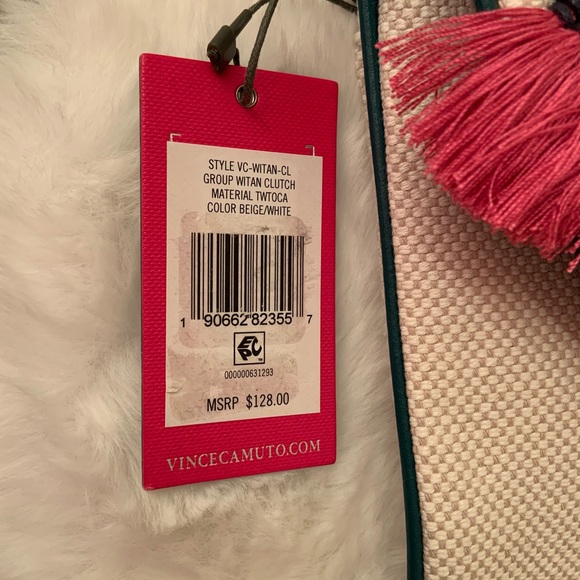 STYLE VC-WITAN-CL
GROUP WITAN CLUTCH
MATERIAL TWTOCA
COLOR BEIGE/WHITE
1 90662 82355 7
EPC
000000631293
MSRP $128.00
VINCECAMUTO.COM